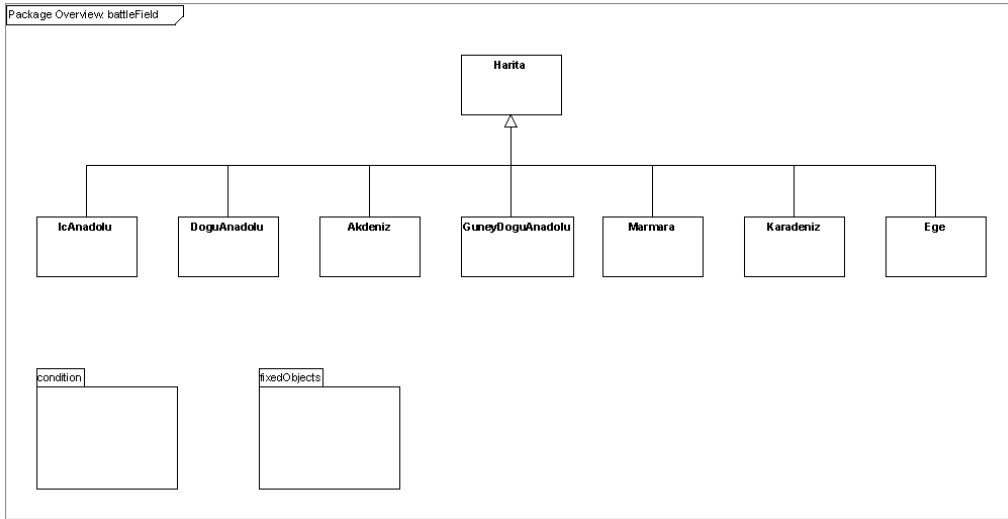 Package Overview: battleField
Harita
IcAnadolu
DoguAnadolu
Akdeniz
GuneyDoguAnadolu
Marmara
Karadeniz
Ege
condition
fixedObjects